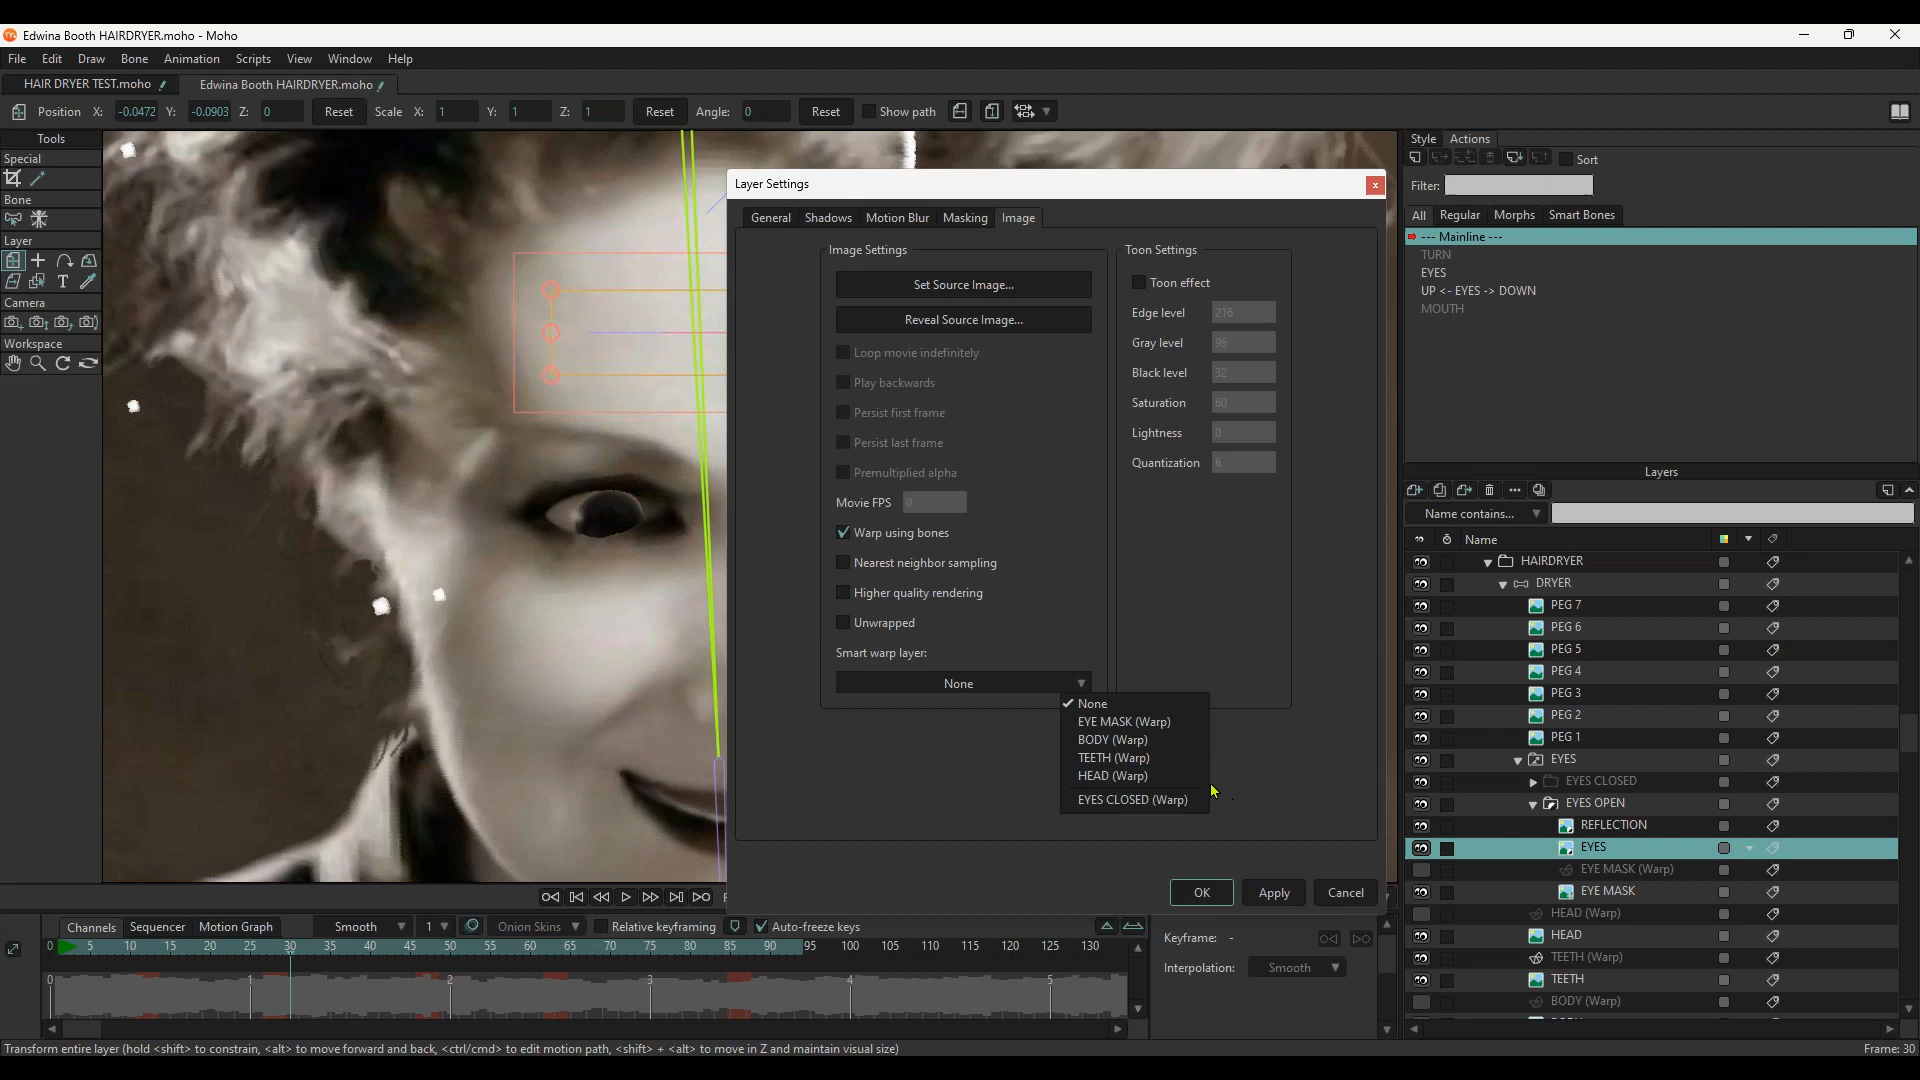 Edwina Booth HAIRDRYER.moho - Moho
File Edit Draw Bone Animation Scripts View Window Help
HAIR DRYER TEST.moho Edwina Booth HAIRDRYER.moho
Position X: -0.0472 Y: -0.0903 Z: 0 Reset Scale X: 1 Y: 1 Z: 1 Reset Angle: 0 Reset Show path
Tools
Special
Bone
Layer
Camera
Workspace
Layer Settings
General Shadows Motion Blur Masking Image
Image Settings
Set Source Image...
Reveal Source Image...
Loop movie indefinitely
Play backwards
Persist first frame
Persist last frame
Premultiplied alpha
Movie FPS 0
Warp using bones
Nearest neighbor sampling
Higher quality rendering
Unwrapped
Smart warp layer:
None
None
EYE MASK (Warp)
BODY (Warp)
TEETH (Warp)
HEAD (Warp)
EYES CLOSED (Warp)
Toon Settings
Toon effect
Edge level 216
Gray level 96
Black level 32
Saturation 60
Lightness 0
Quantization 6
OK Apply Cancel
Style Actions
Sort
Filter:
All Regular Morphs Smart Bones
--- Mainline ---
TURN
EYES
UP <- EYES -> DOWN
MOUTH
Layers
Name contains...
Name
HAIRDRYER
DRYER
PEG 7
PEG 6
PEG 5
PEG 4
PEG 3
PEG 2
PEG 1
EYES
EYES CLOSED
EYES OPEN
REFLECTION
EYES
EYE MASK (Warp)
EYE MASK
HEAD (Warp)
HEAD
TEETH (Warp)
TEETH
BODY (Warp)
Channels Sequencer Motion Graph Smooth 1 Onion Skins Relative keyframing Auto-freeze keys
0 5 10 15 20 25 30 35 40 45 50 55 60 65 70 75 80 85 90 95 100 105 110 115 120 125 130
0 1 2 3 4 5
Keyframe: -
Interpolation: Smooth
Transform entire layer (hold <shift> to constrain, <alt> to move forward and back, <ctrl/cmd> to edit motion path, <shift> + <alt> to move in Z and maintain visual size)
Frame: 30